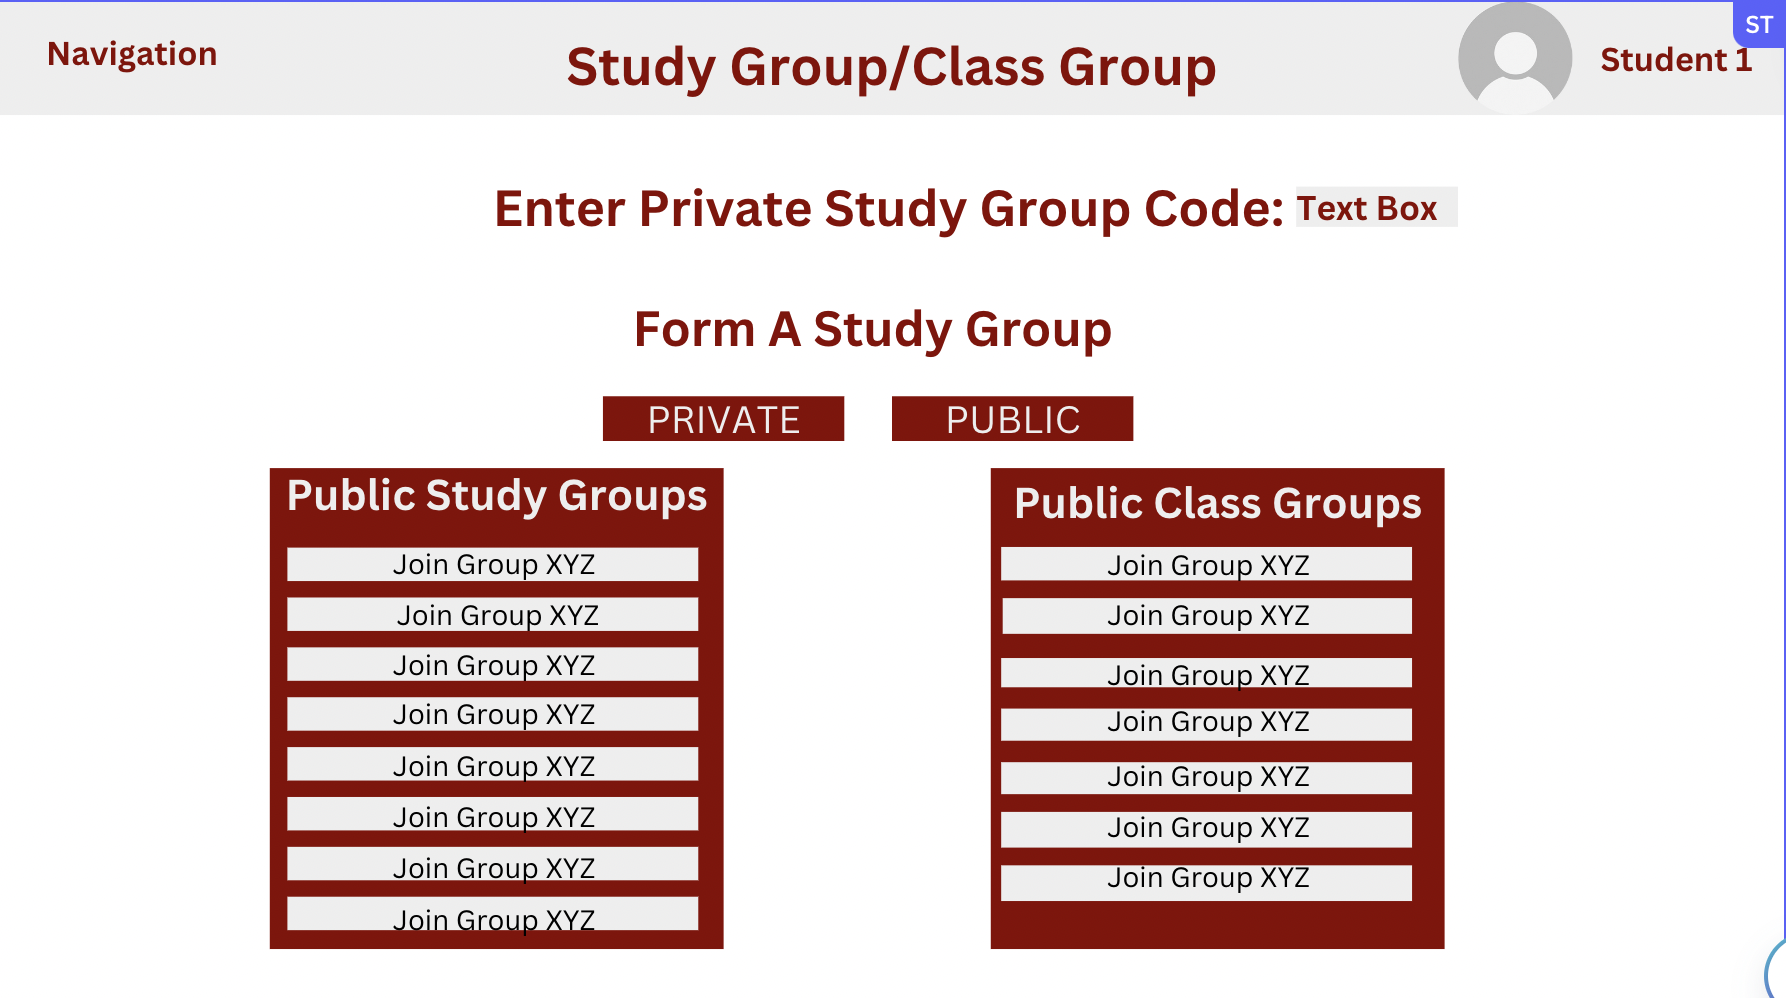 Navigation
Study Group/Class Group
Student 1
ST
Enter Private Study Group Code: Text Box
Form A Study Group
PRIVATE
PUBLIC
Public Study Groups
Join Group XYZ
Join Group XYZ
Join Group XYZ
Join Group XYZ
Join Group XYZ
Join Group XYZ
Join Group XYZ
Join Group XYZ
Public Class Groups
Join Group XYZ
Join Group XYZ
Join Group XYZ
Join Group XYZ
Join Group XYZ
Join Group XYZ
Join Group XYZ